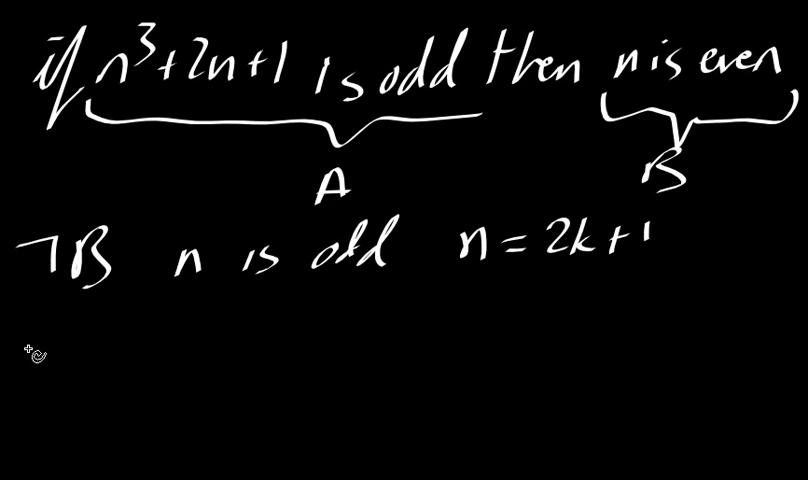 if n³+2n+1 is odd then n is even
A B
¬B n is odd n=2k+1